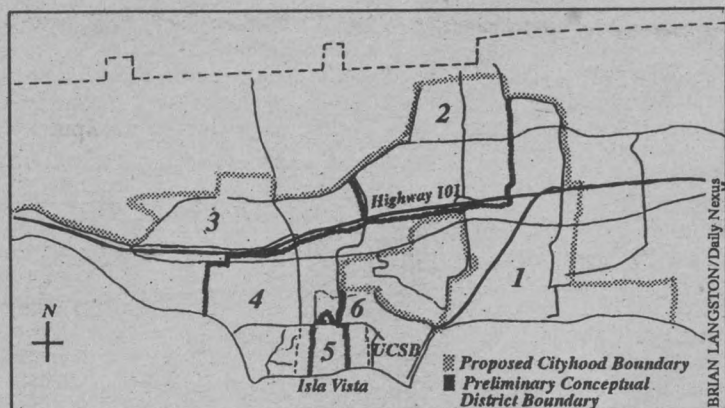 2
Highway 101
3
1
4
6
N
5
UCSB
Isla Vista
Proposed Cityhood Boundary
Preliminary Conceptual
District Boundary
BRIAN LANGSTON/Daily Nexus